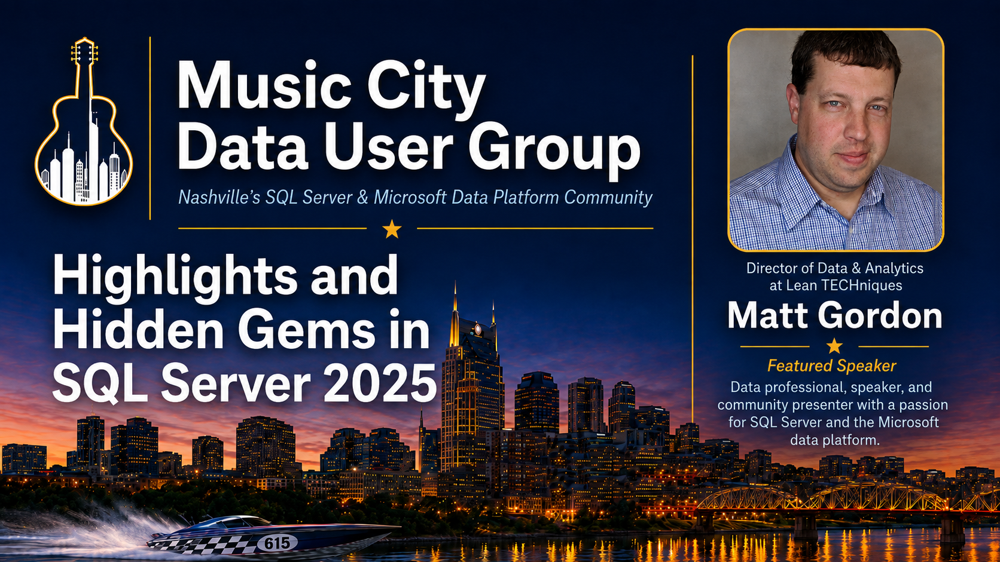 Music City
Data User Group
Nashville’s SQL Server & Microsoft Data Platform Community
Highlights and
Hidden Gems in
SQL Server 2025
Director of Data & Analytics
at Lean TECHniques
Matt Gordon
Featured Speaker
Data professional, speaker, and
community presenter with a passion
for SQL Server and the Microsoft
data platform.
615